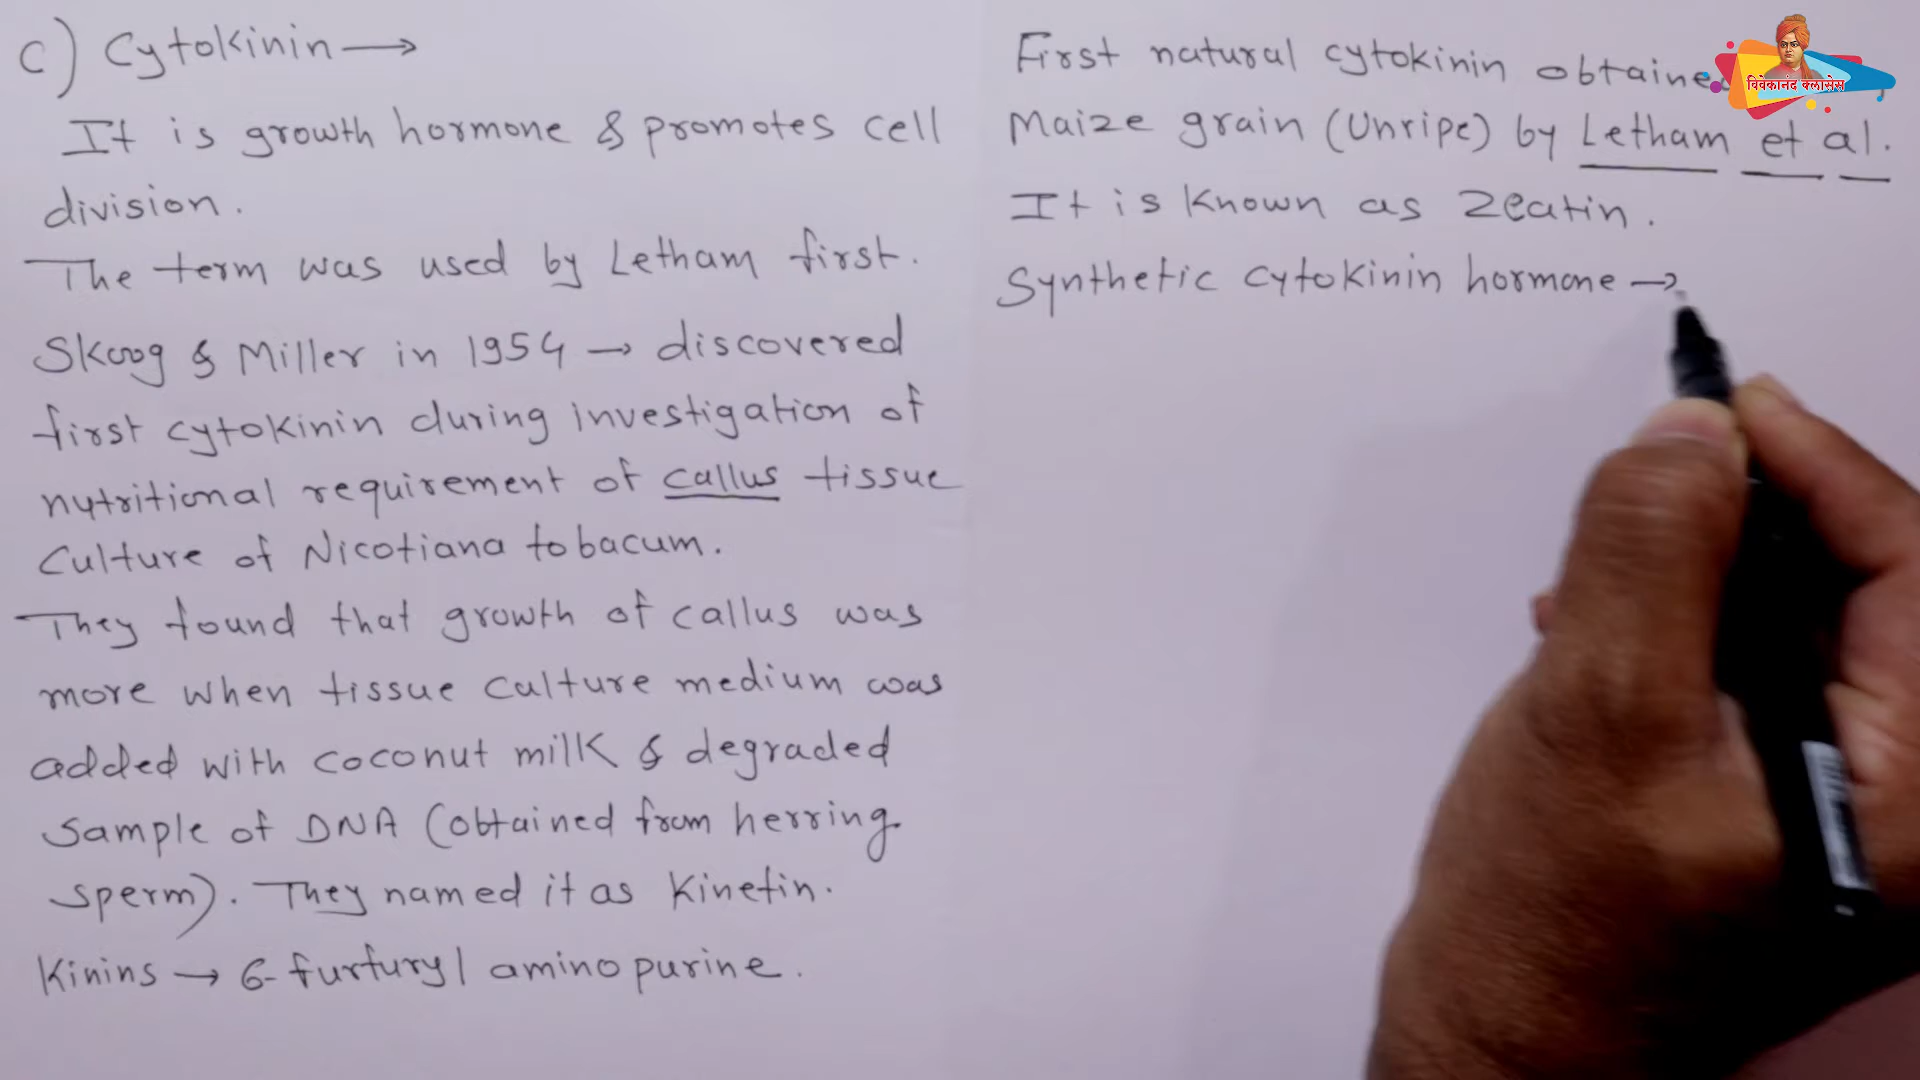 C) Cytokinin →
It is growth hormone & promotes cell
division.
The term was used by Letham first.
Skoog & Miller in 1954 → discovered
first cytokinin during investigation of
nutritional requirement of callus tissue
Culture of Nicotiana tobacum.
They found that growth of callus was
more when tissue culture medium was
added with coconut milk & degraded
sample of DNA (obtained from herring
sperm). They named it as Kinetin.
Kinins → 6-furfuryl aminopurine.
First natural cytokinin
Maize grain (Unripe) by Letham et al.
It is known as Zeatin.
Synthetic cytokinin hormone →
विवेकानंद क्लासेस